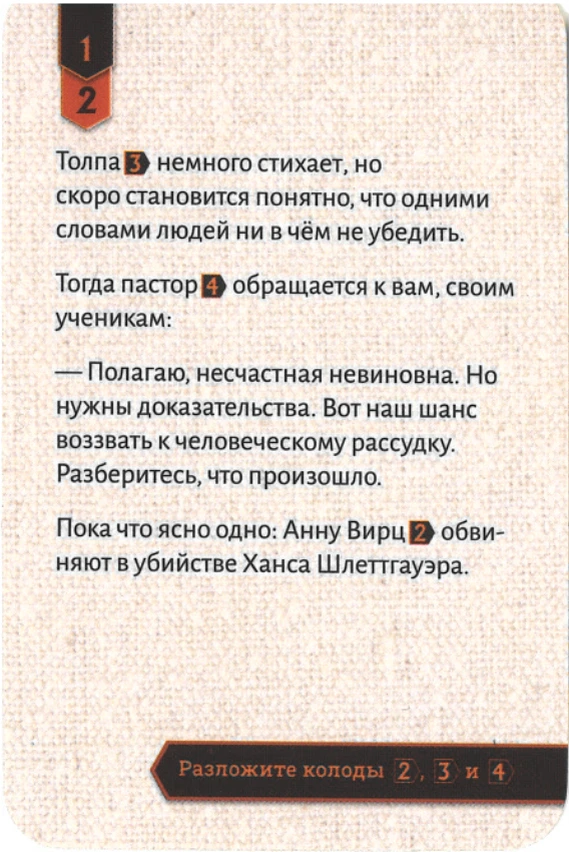 1
2
Толпа 3 немного стихает, но
скоро становится понятно, что одними
словами людей ни в чём не убедить.
Тогда пастор 4 обращается к вам, своим
ученикам:
— Полагаю, несчастная невиновна. Но
нужны доказательства. Вот наш шанс
воззвать к человеческому рассудку.
Разберитесь, что произошло.
Пока что ясно одно: Анну Вирц 2 обви-
няют в убийстве Ханса Шлеттгауэра.
Разложите колоды 2, 3 и 4